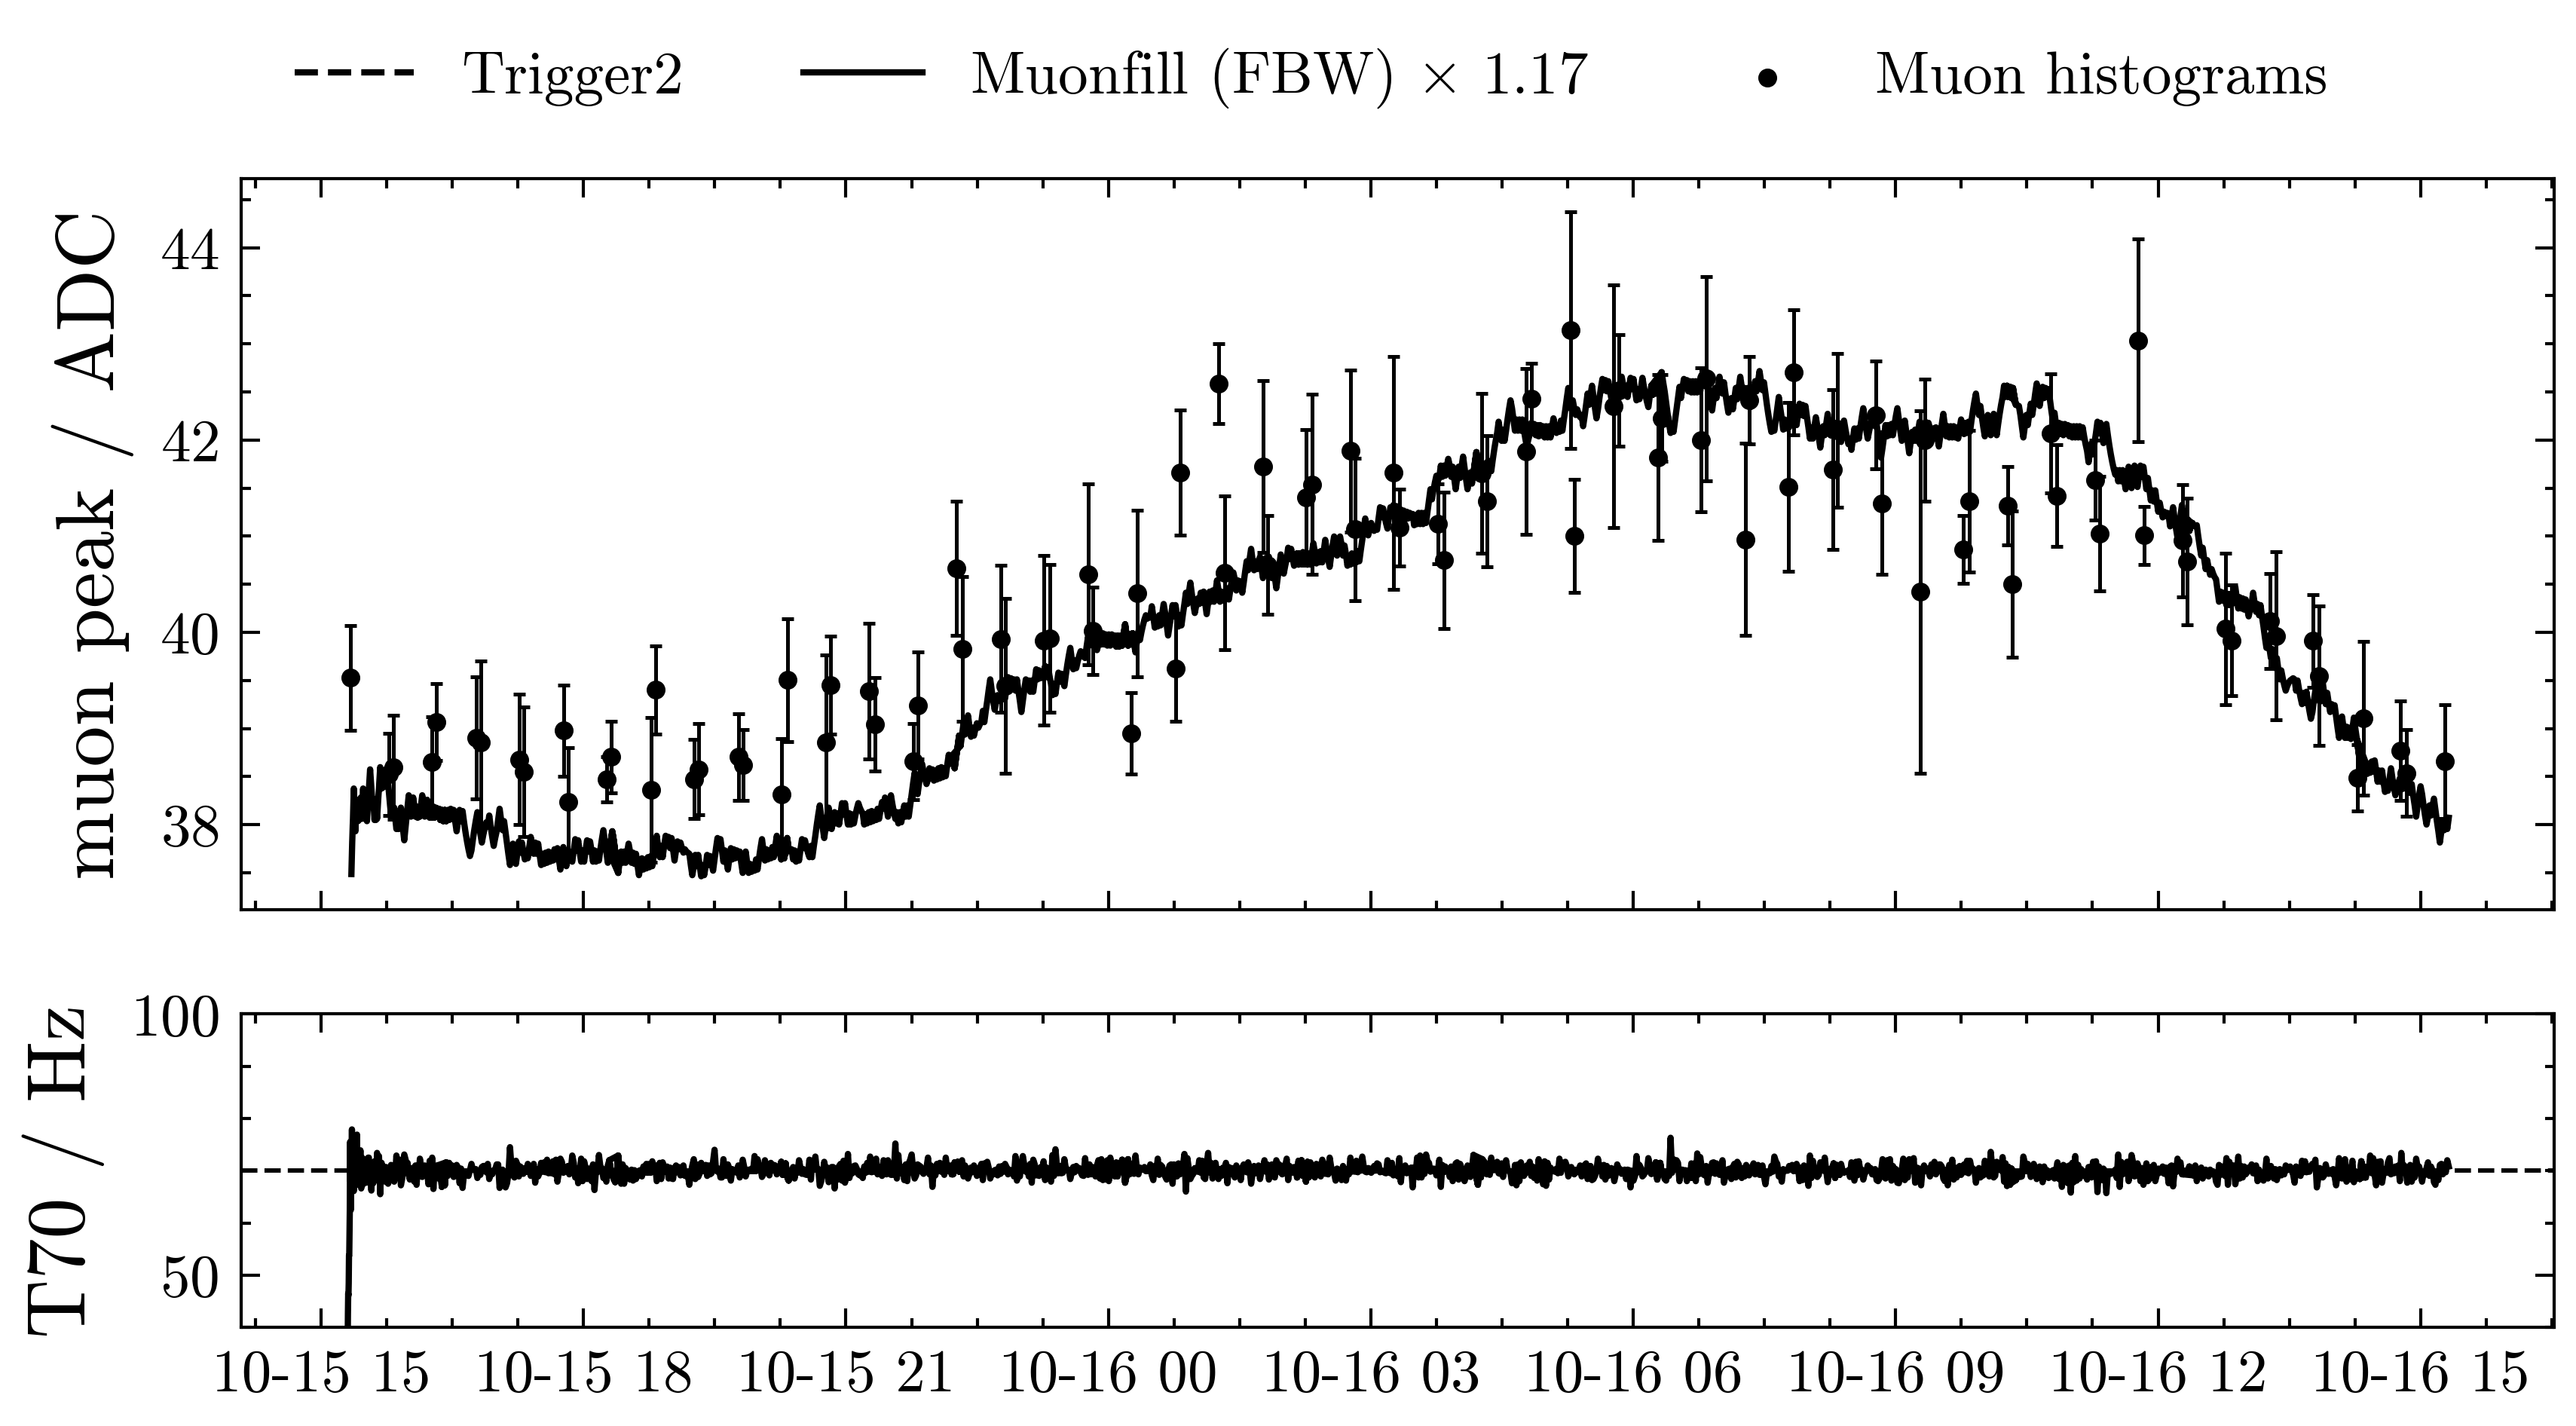 Trigger2 Muonfill (FBW) × 1.17 Muon histograms
muon peak / ADC
44
42
40
38
T70 / Hz
100
50
10-15 15 10-15 18 10-15 21 10-16 00 10-16 03 10-16 06 10-16 09 10-16 12 10-16 15